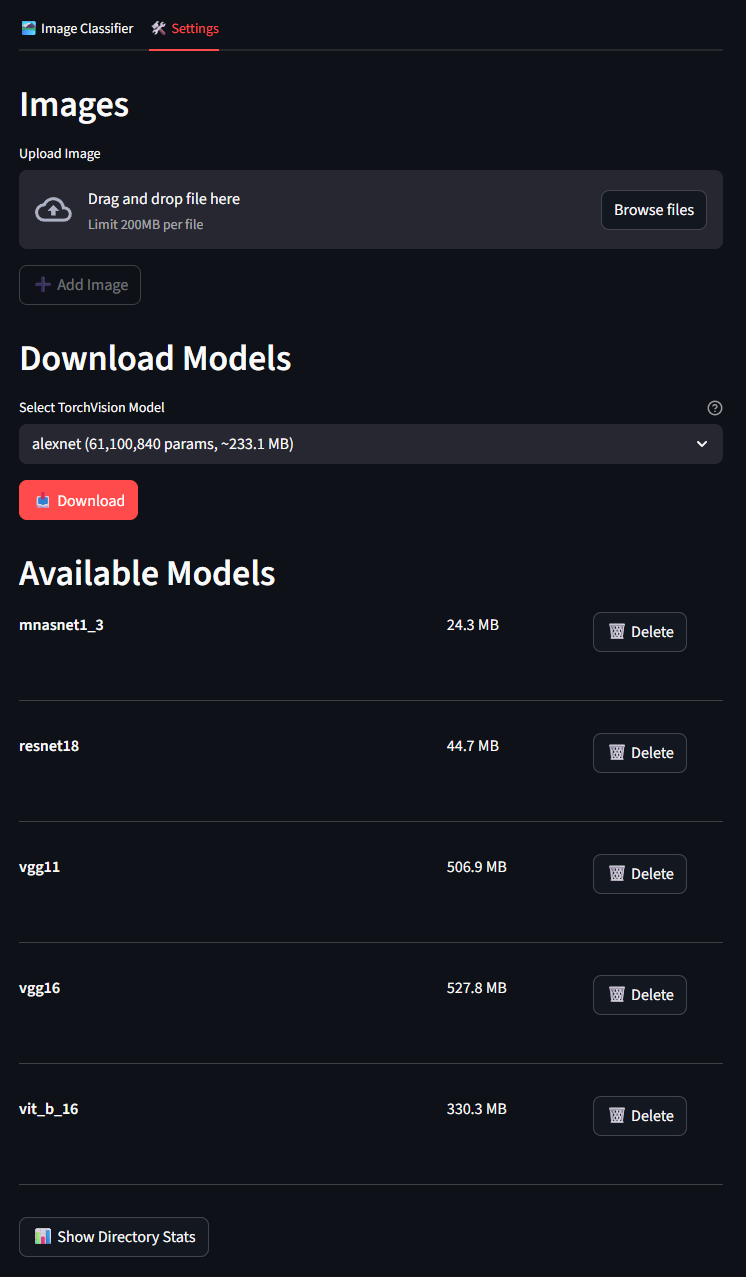 Image Classifier Settings
Images
Upload Image
Drag and drop file here
Limit 200MB per file
Browse files
Add Image
Download Models
Select TorchVision Model
alexnet (61,100,840 params, ~233.1 MB)
Download
Available Models
mnasnet1_3 24.3 MB Delete
resnet18 44.7 MB Delete
vgg11 506.9 MB Delete
vgg16 527.8 MB Delete
vit_b_16 330.3 MB Delete
Show Directory Stats